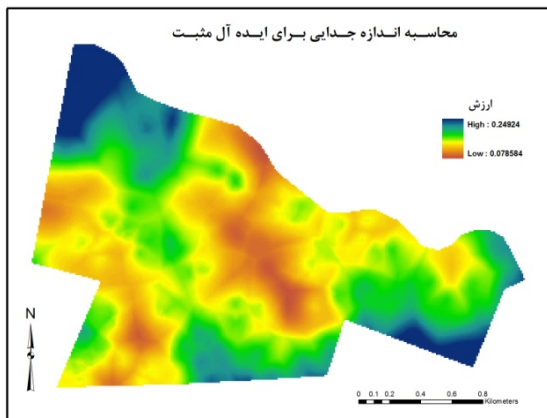 محاسبه اندازه جدایی برای ایده آل مثبت
ارزش
High : 0.24924
Low : 0.078584
N
0 0.1 0.2 0.4 0.6 0.8
Kilometers